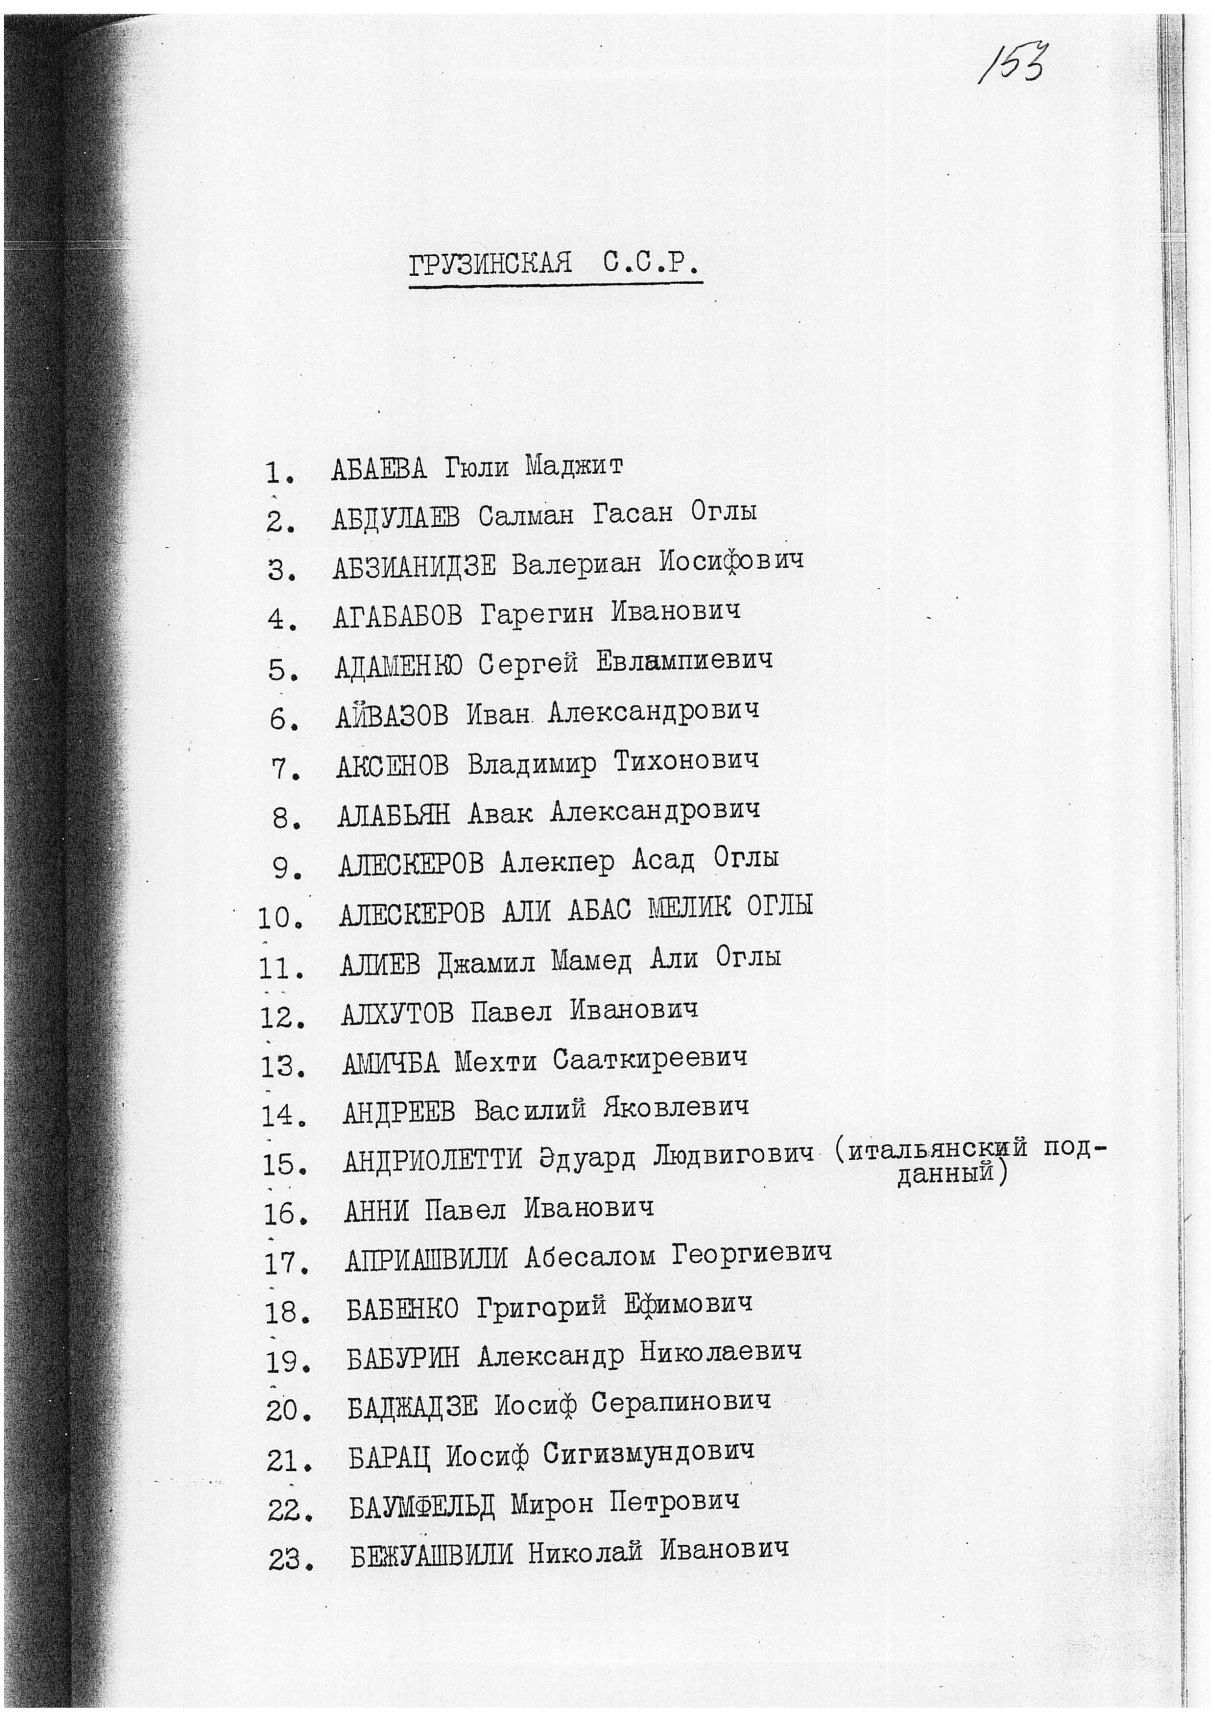 153
ГРУЗИНСКАЯ С.С.Р.
1. АБАЕВА Гюли Маджит
2. АБДУЛАЕВ Салман Гасан Оглы
3. АБЗИАНИДЗЕ Валериан Иосифович
4. АГАБАБОВ Гарегин Иванович
5. АДАМЕНКО Сергей Евлампиевич
6. АЙВАЗОВ Иван Александрович
7. АКСЕНОВ Владимир Тихонович
8. АЛАБЬЯН Авак Александрович
9. АЛЕСКЕРОВ Алекпер Асад Оглы
10. АЛЕСКЕРОВ АЛИ АБАС МЕЛИК ОГЛЫ
11. АЛИЕВ Джамил Мамед Али Оглы
12. АЛХУТОВ Павел Иванович
13. АМИЧБА Мехти Сааткиреевич
14. АНДРЕЕВ Василий Яковлевич
15. АНДРИОЛЕТТИ Эдуард Людвигович (итальянский под-
данный)
16. АННИ Павел Иванович
17. АПРИАШВИЛИ Абесалом Георгиевич
18. БАБЕНКО Григорий Ефимович
19. БАБУРИН Александр Николаевич
20. БАДЖАДЗЕ Иосиф Серапинович
21. БАРАЦ Иосиф Сигизмундович
22. БАУМФЕЛЬД Мирон Петрович
23. БЕЖУАШВИЛИ Николай Иванович